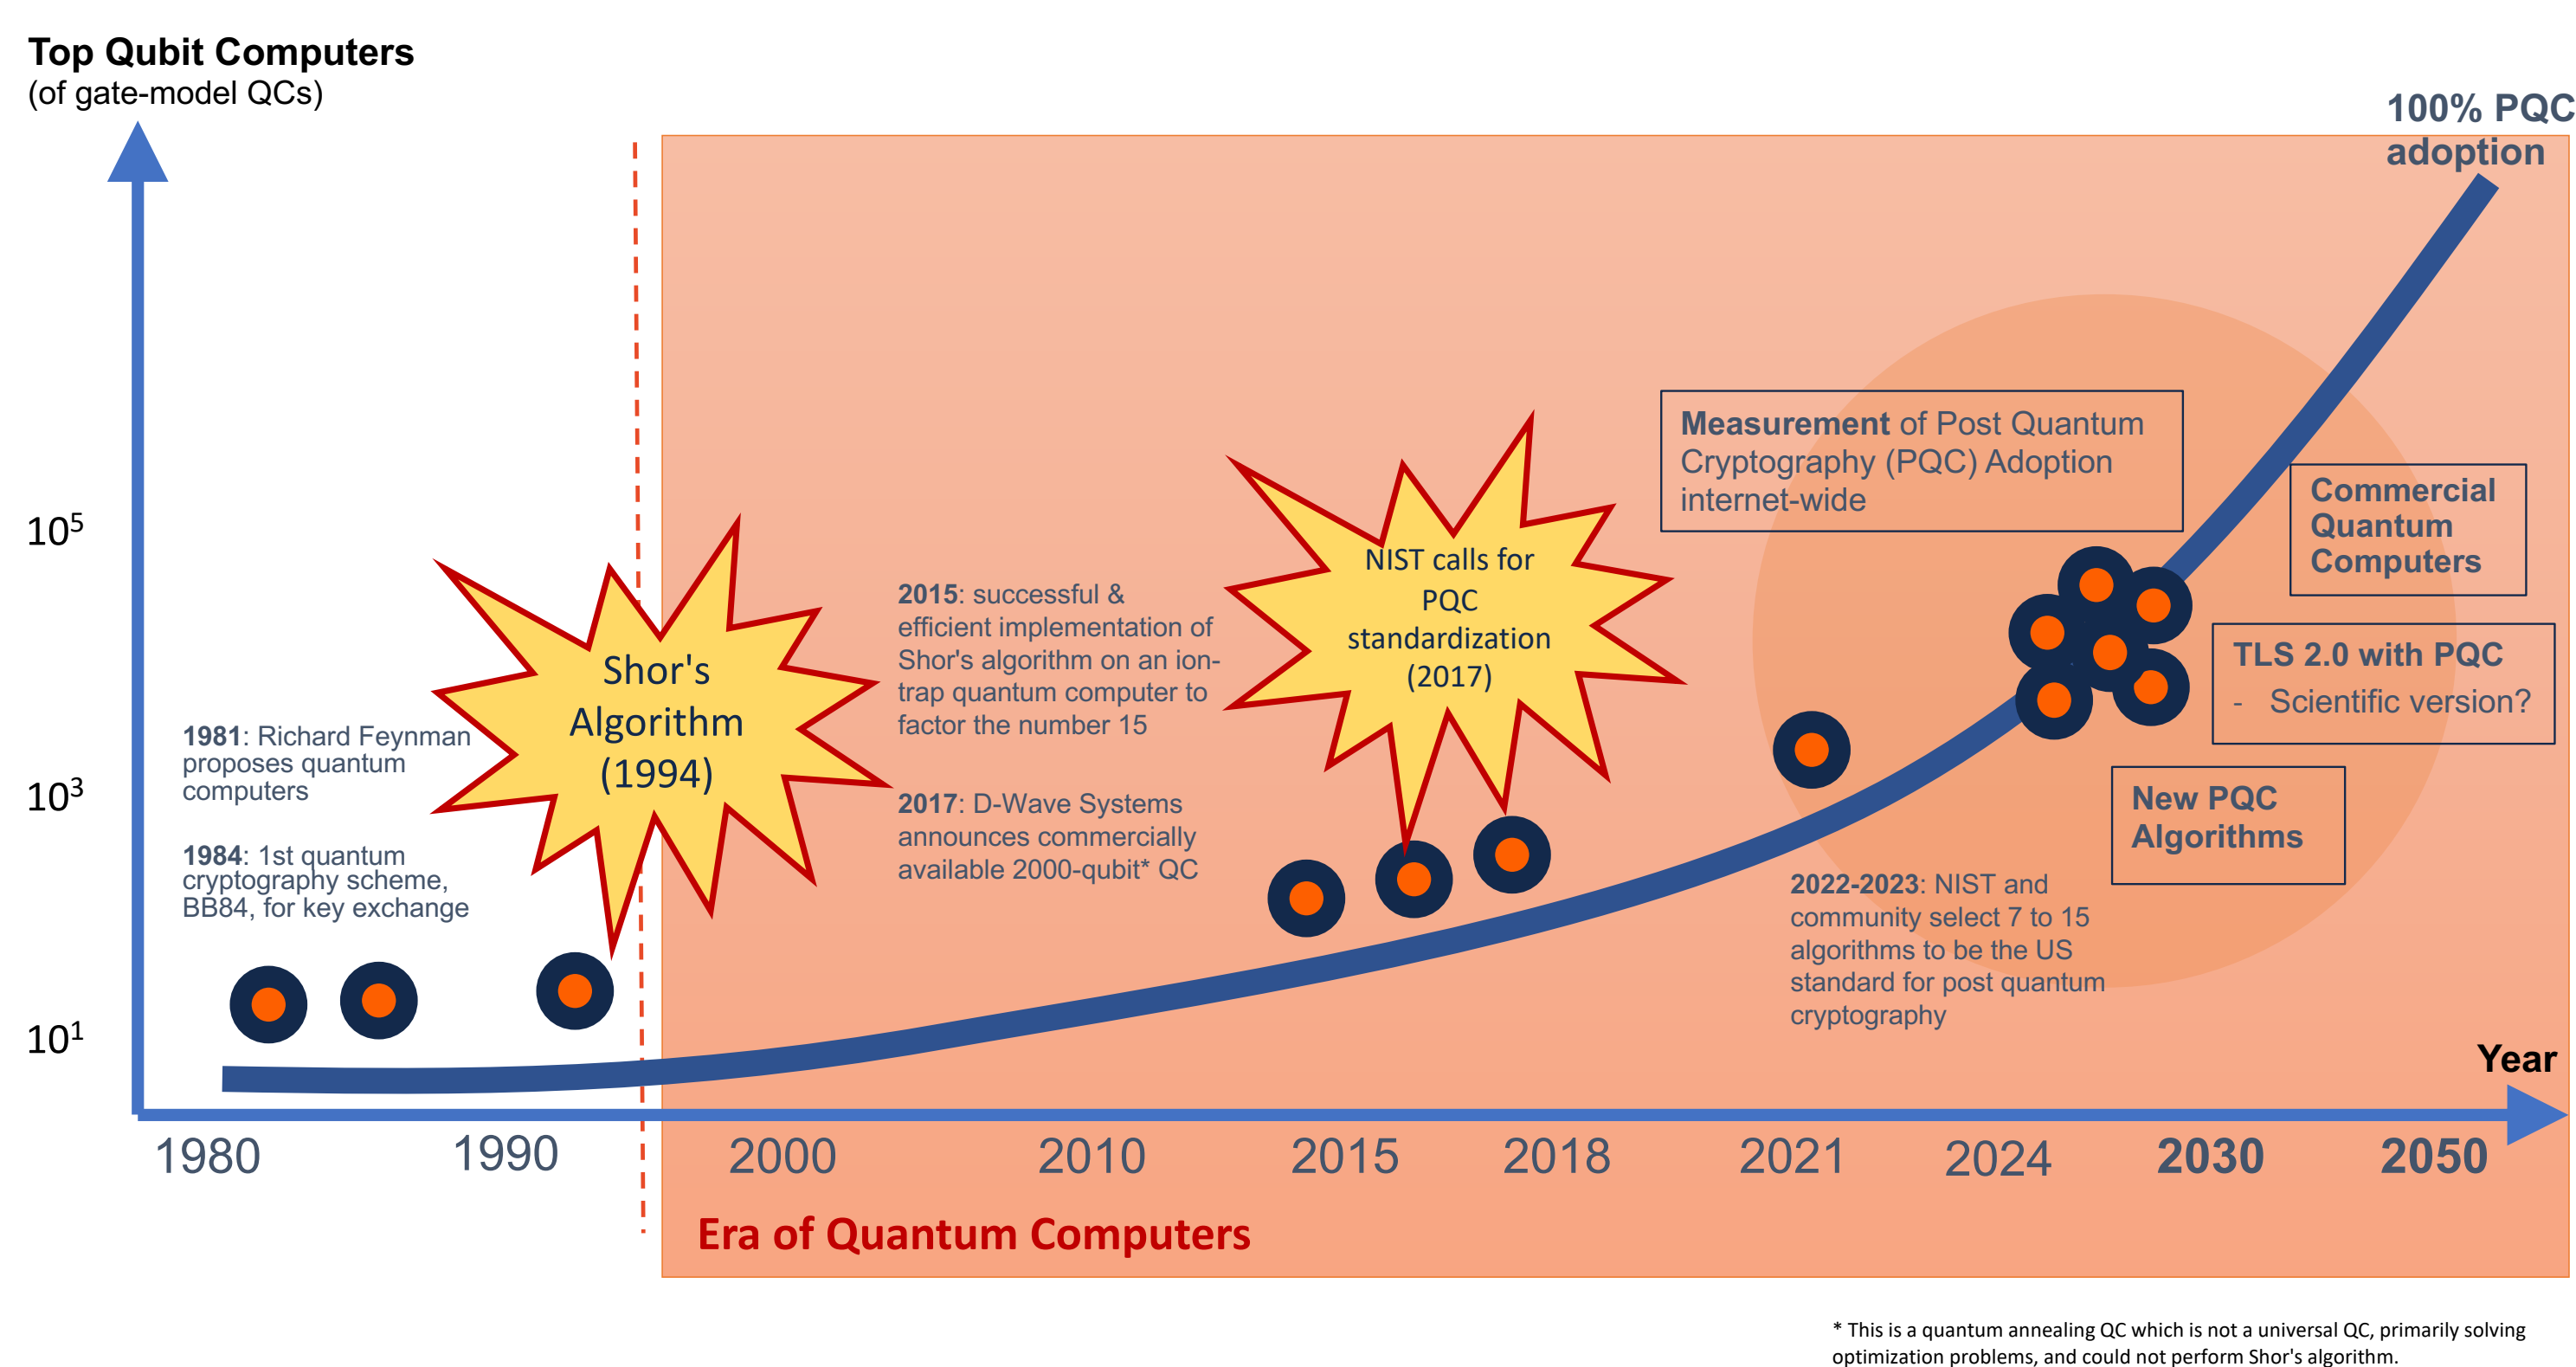 Top Qubit Computers
(of gate-model QCs)
100% PQC
adoption
Measurement of Post Quantum
Cryptography (PQC) Adoption
internet-wide
Commercial
Quantum
Computers
10⁵
NIST calls for
PQC
standardization
(2017)
2015: successful &
efficient implementation of
Shor's algorithm on an ion-
trap quantum computer to
factor the number 15
Shor's
Algorithm
(1994)
TLS 2.0 with PQC
- Scientific version?
1981: Richard Feynman
proposes quantum
computers
10³
2017: D-Wave Systems
announces commercially
available 2000-qubit* QC
New PQC
Algorithms
1984: 1st quantum
cryptography scheme,
BB84, for key exchange
2022-2023: NIST and
community select 7 to 15
algorithms to be the US
standard for post quantum
cryptography
10¹
Year
1980 1990 2000 2010 2015 2018 2021 2024 2030 2050
Era of Quantum Computers
* This is a quantum annealing QC which is not a universal QC, primarily solving
optimization problems, and could not perform Shor's algorithm.